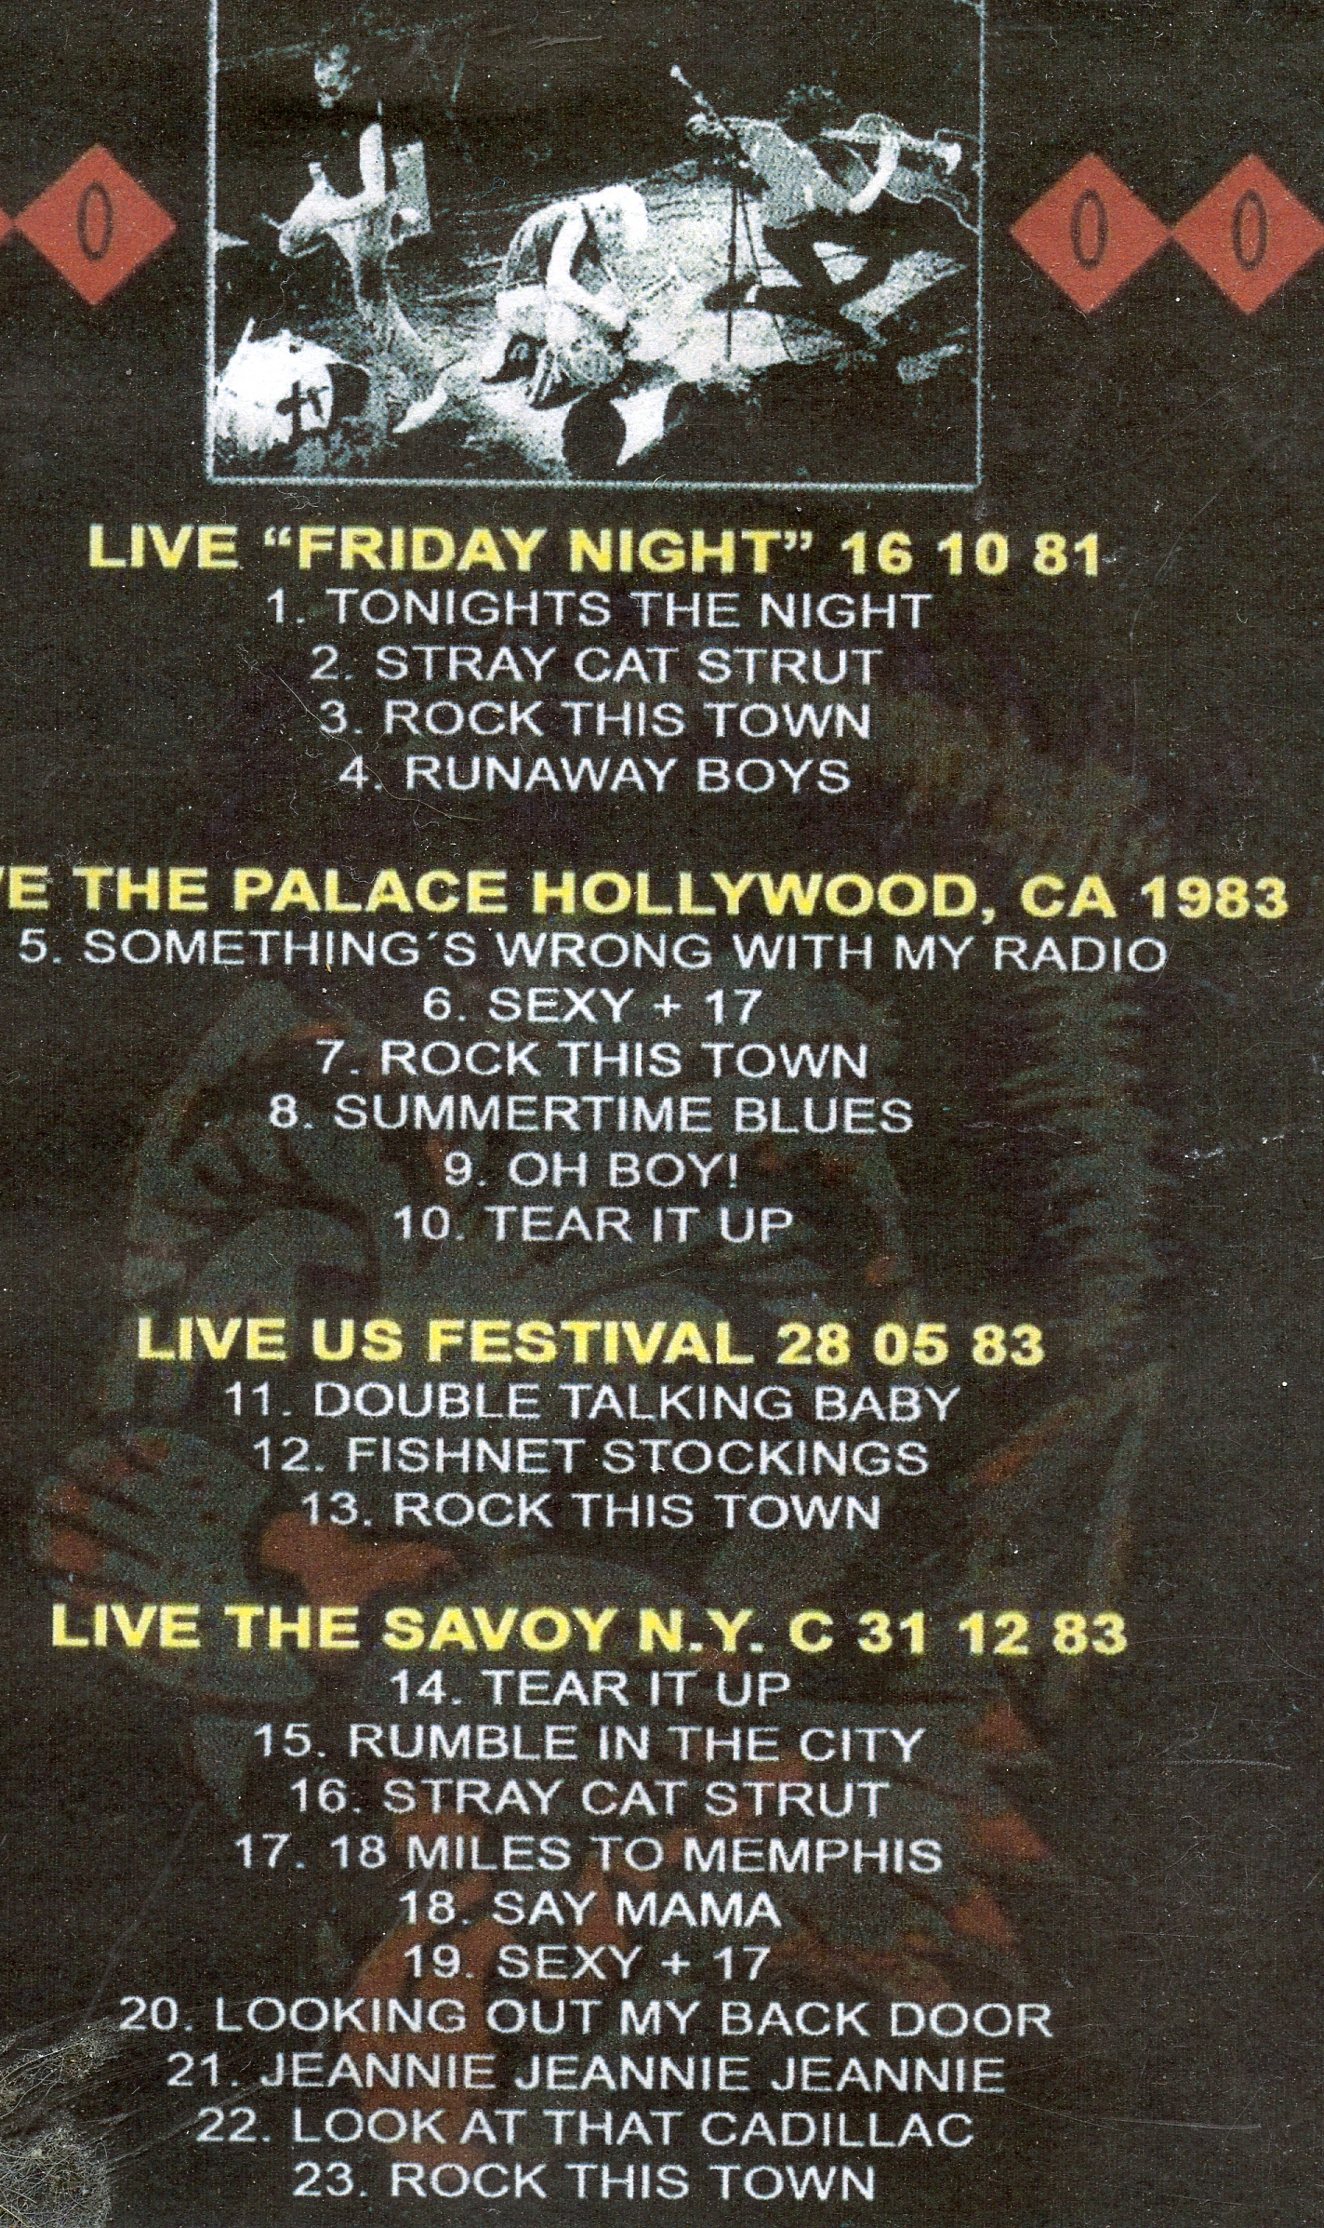 0
0 0
LIVE “FRIDAY NIGHT” 16 10 81
1. TONIGHTS THE NIGHT
2. STRAY CAT STRUT
3. ROCK THIS TOWN
4. RUNAWAY BOYS
VE THE PALACE HOLLYWOOD, CA 1983
5. SOMETHING´S WRONG WITH MY RADIO
6. SEXY + 17
7. ROCK THIS TOWN
8. SUMMERTIME BLUES
9. OH BOY!
10. TEAR IT UP
LIVE US FESTIVAL 28 05 83
11. DOUBLE TALKING BABY
12. FISHNET STOCKINGS
13. ROCK THIS TOWN
LIVE THE SAVOY N.Y. C 31 12 83
14. TEAR IT UP
15. RUMBLE IN THE CITY
16. STRAY CAT STRUT
17. 18 MILES TO MEMPHIS
18. SAY MAMA
19. SEXY + 17
20. LOOKING OUT MY BACK DOOR
21. JEANNIE JEANNIE JEANNIE
22. LOOK AT THAT CADILLAC
23. ROCK THIS TOWN